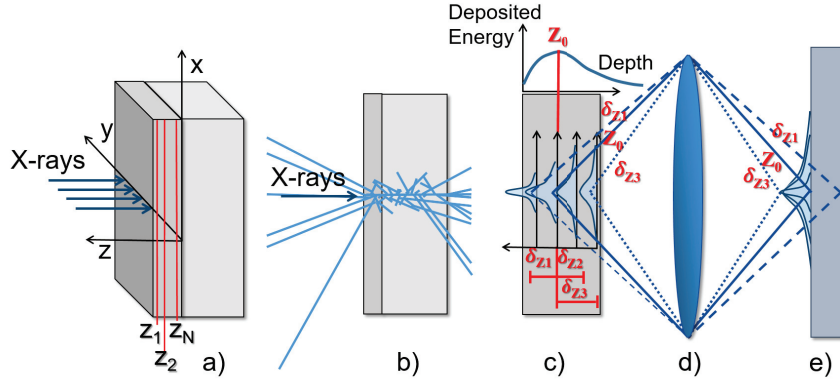 x
y
X-rays
z
z1
z2
zN
a)
X-rays
b)
Deposited
Energy
Z0
Depth
δZ1
Z0
δZ3
δZ1
δZ2
δZ3
c)
d)
δZ1
Z0
δZ3
e)